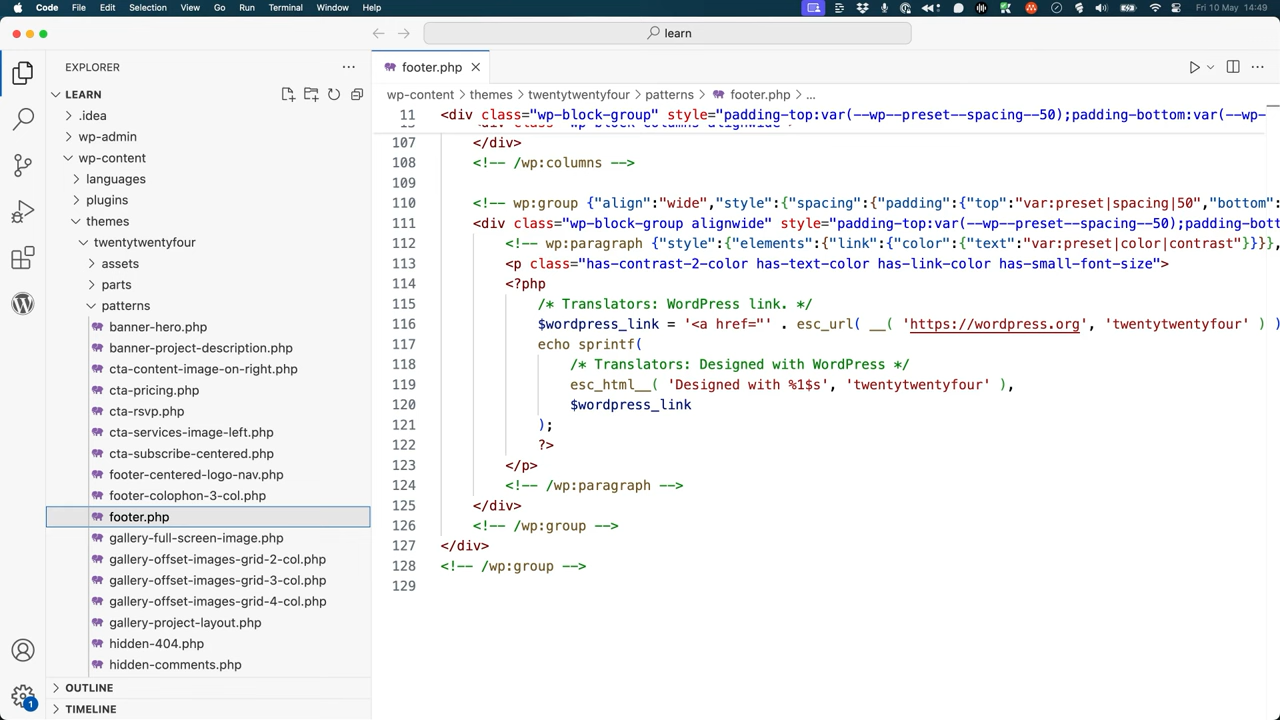 Code File Edit Selection View Go Run Terminal Window Help Fri 10 May 14:49
learn
EXPLORER
LEARN
.idea
wp-admin
wp-content
languages
plugins
themes
twentytwentyfour
assets
parts
patterns
banner-hero.php
banner-project-description.php
cta-content-image-on-right.php
cta-pricing.php
cta-rsvp.php
cta-services-image-left.php
cta-subscribe-centered.php
footer-centered-logo-nav.php
footer-colophon-3-col.php
footer.php
gallery-full-screen-image.php
gallery-offset-images-grid-2-col.php
gallery-offset-images-grid-3-col.php
gallery-offset-images-grid-4-col.php
gallery-project-layout.php
hidden-404.php
hidden-comments.php
OUTLINE
TIMELINE
1
footer.php
wp-content > themes > twentytwentyfour > patterns > footer.php > ...
11 <div class="wp-block-group" style="padding-top:var(--wp--preset--spacing--50);padding-bottom:var(--wp-
107 </div>
108 <!-- /wp:columns -->
109
110 <!-- wp:group {"align":"wide","style":{"spacing":{"padding":{"top":"var:preset|spacing|50","bottom":
111 <div class="wp-block-group alignwide" style="padding-top:var(--wp--preset--spacing--50);padding-bott
112 <!-- wp:paragraph {"style":{"elements":{"link":{"color":{"text":"var:preset|color|contrast"}}}},
113 <p class="has-contrast-2-color has-text-color has-link-color has-small-font-size">
114 <?php
115 /* Translators: WordPress link. */
116 $wordpress_link = '<a href="' . esc_url( __( 'https://wordpress.org', 'twentytwentyfour' ) )
117 echo sprintf(
118 /* Translators: Designed with WordPress */
119 esc_html__( 'Designed with %1$s', 'twentytwentyfour' ),
120 $wordpress_link
121 );
122 ?>
123 </p>
124 <!-- /wp:paragraph -->
125 </div>
126 <!-- /wp:group -->
127 </div>
128 <!-- /wp:group -->
129